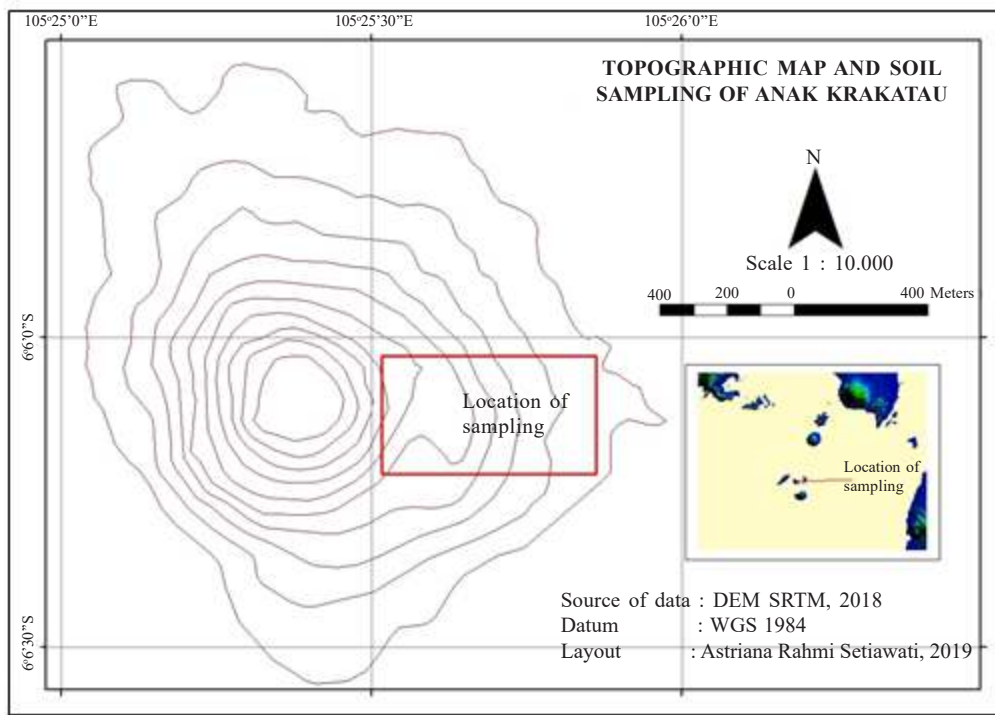 105°25'0"E
105°25'30"E
105°26'0"E
TOPOGRAPHIC MAP AND SOIL
SAMPLING OF ANAK KRAKATAU
N
Scale 1 : 10.000
400
200
0
400 Meters
6°6'0"S
Location of
sampling
Location of
sampling
Source of data : DEM SRTM, 2018
Datum : WGS 1984
Layout : Astriana Rahmi Setiawati, 2019
6°6'30"S